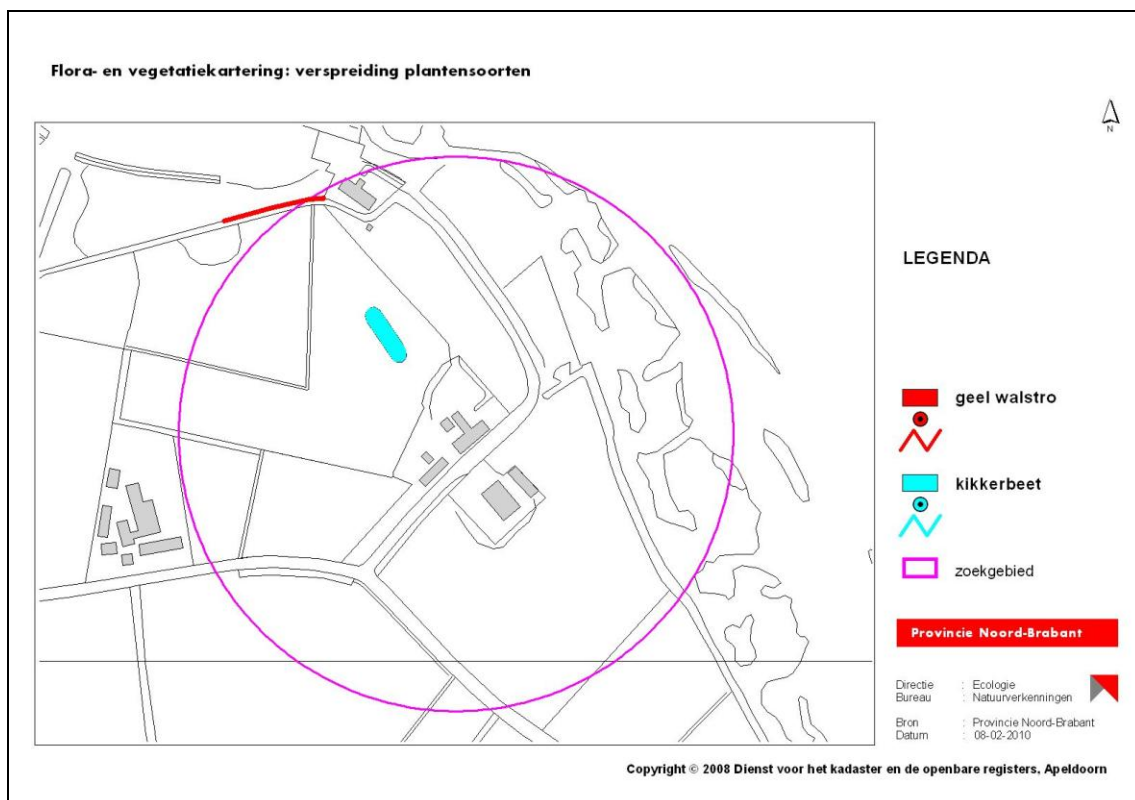 Flora- en vegetatiekartering: verspreiding plantensoorten
N
LEGENDA
geel walstro
kikkerbeet
zoekgebied
Provincie Noord-Brabant
Directie : Ecologie
Bureau : Natuurverkenningen
Bron : Provincie Noord-Brabant
Datum : 08-02-2010
Copyright © 2008 Dienst voor het kadaster en de openbare registers, Apeldoorn